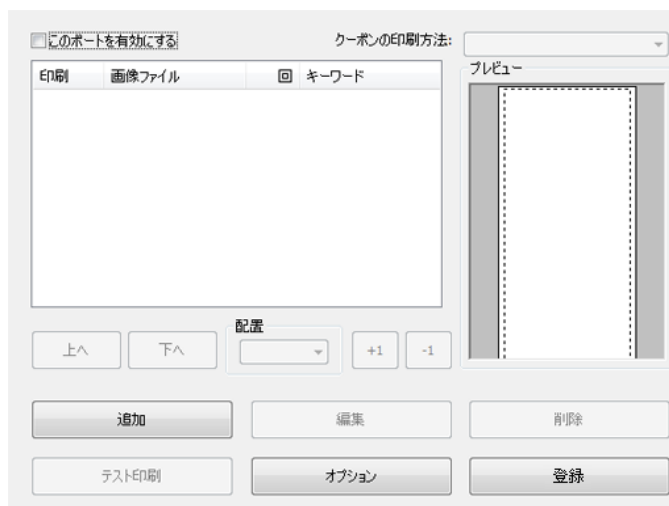 このポートを有効にする
クーポンの印刷方法:
印刷 画像ファイル 回 キーワード
プレビュー
配置
上へ 下へ +1 -1
追加 編集 削除
テスト印刷 オプション 登録